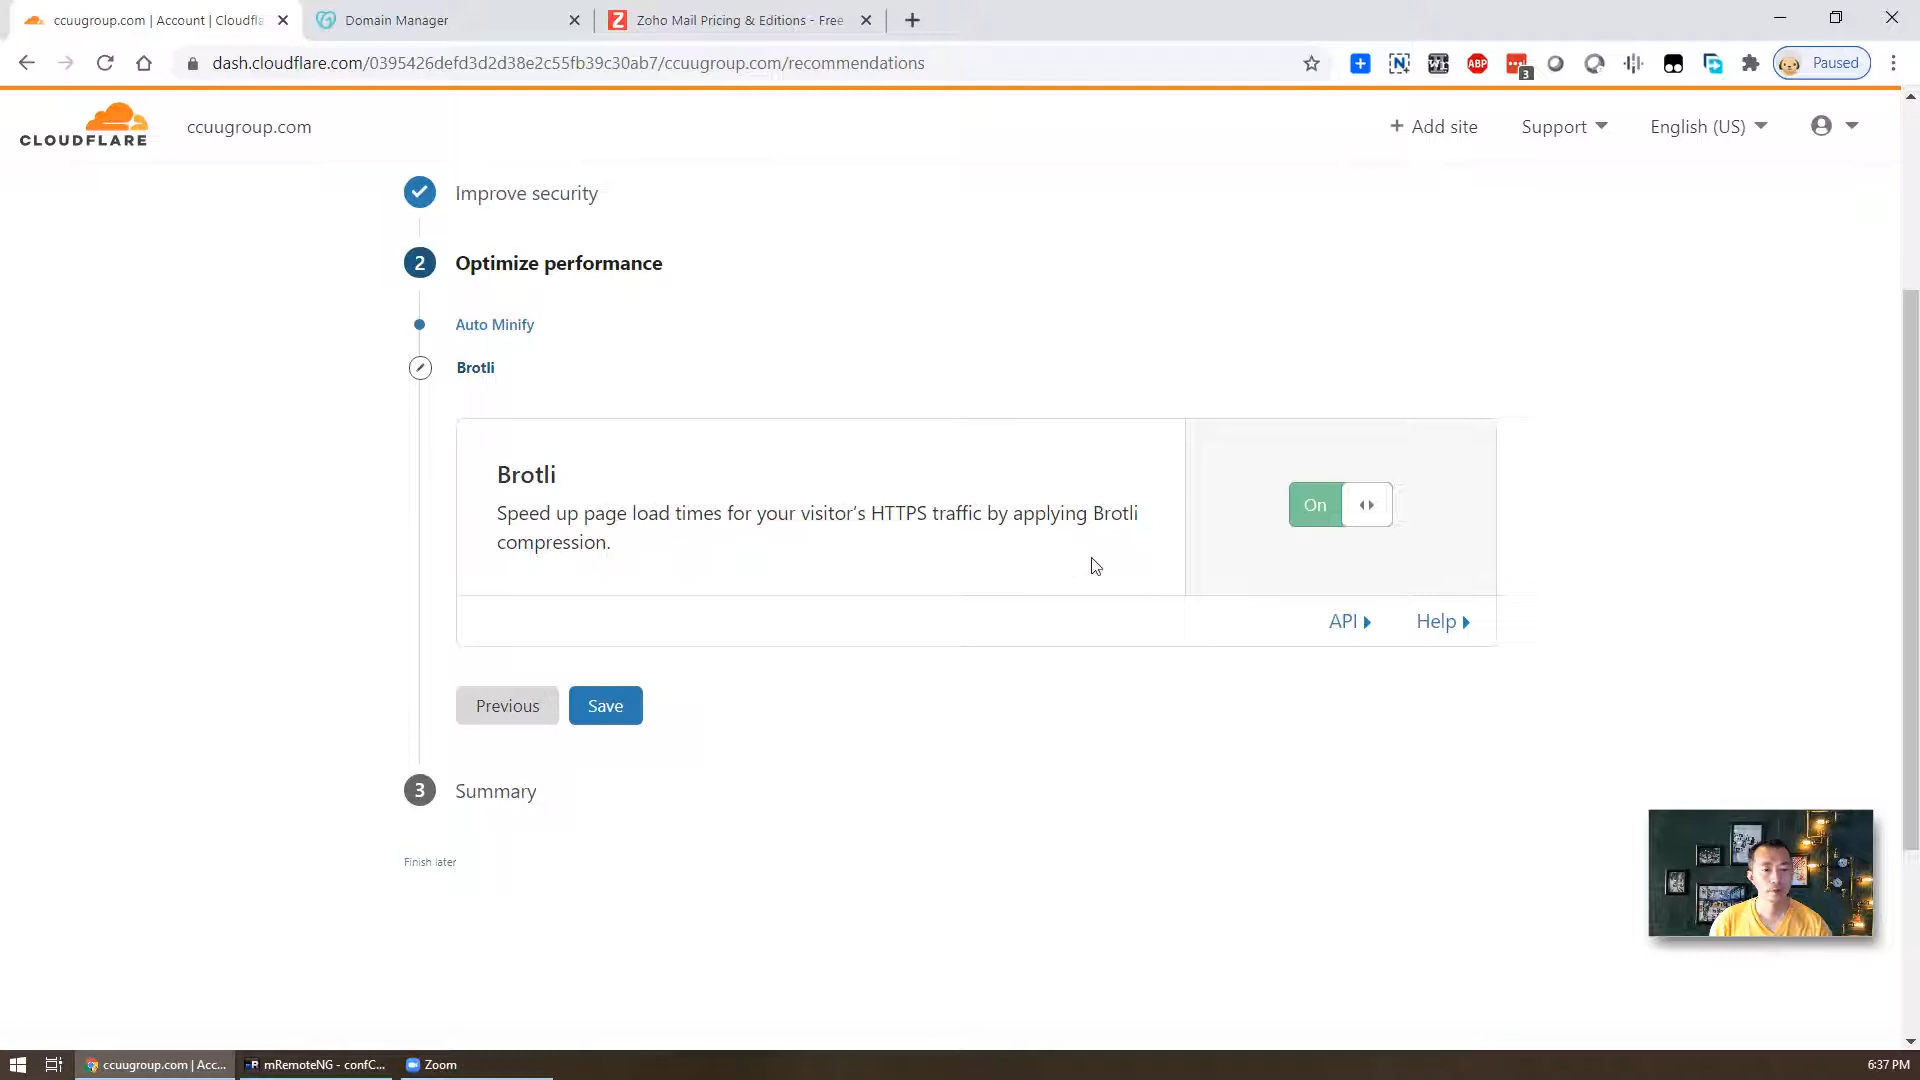 ccuugroup.com | Account | Cloudfla
Domain Manager
Zoho Mail Pricing & Editions - Free
dash.cloudflare.com/0395426defd3d2d38e2c55fb39c30ab7/ccuugroup.com/recommendations
ABP
3
Paused
CLOUDFLARE
ccuugroup.com
Add site
Support
English (US)
Improve security
2
Optimize performance
Auto Minify
Brotli
Brotli
Speed up page load times for your visitor's HTTPS traffic by applying Brotli
compression.
On
API
Help
Previous
Save
3
Summary
Finish later
ccuugroup.com | Acc...
mRemoteNG - confC...
Zoom
6:37 PM